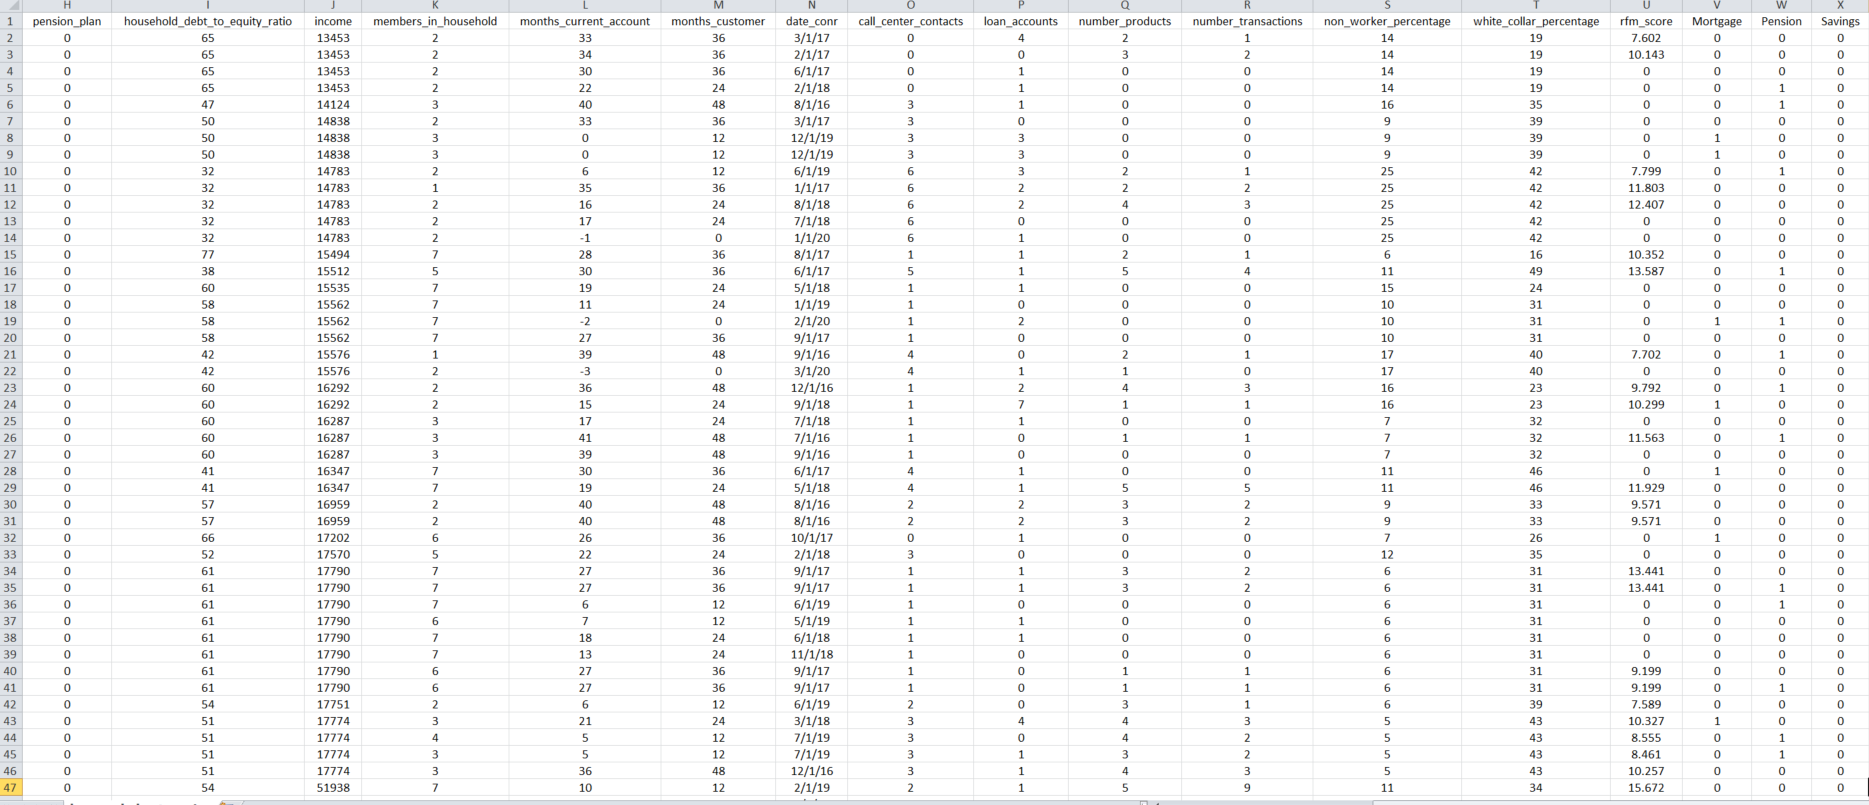 H I J K L M N O P Q R S T U V W X
1 pension_plan household_debt_to_equity_ratio income members_in_household months_current_account months_customer date_conr call_center_contacts loan_accounts number_products number_transactions non_worker_percentage white_collar_percentage rfm_score Mortgage Pension Savings
2 0 65 13453 2 33 36 3/1/17 0 4 2 1 14 19 7.602 0 0 0
3 0 65 13453 2 34 36 2/1/17 0 0 3 2 14 19 10.143 0 0 0
4 0 65 13453 2 30 36 6/1/17 0 1 0 0 14 19 0 0 0 0
5 0 65 13453 2 22 24 2/1/18 0 1 0 0 14 19 0 0 1 0
6 0 47 14124 3 40 48 8/1/16 3 1 0 0 16 35 0 0 1 0
7 0 50 14838 2 33 36 3/1/17 3 0 0 0 9 39 0 0 0 0
8 0 50 14838 3 0 12 12/1/19 3 3 0 0 9 39 0 1 0 0
9 0 50 14838 3 0 12 12/1/19 3 3 0 0 9 39 0 1 0 0
10 0 32 14783 2 6 12 6/1/19 6 3 2 1 25 42 7.799 0 1 0
11 0 32 14783 1 35 36 1/1/17 6 2 2 2 25 42 11.803 0 0 0
12 0 32 14783 2 16 24 8/1/18 6 2 4 3 25 42 12.407 0 0 0
13 0 32 14783 2 17 24 7/1/18 6 0 0 0 25 42 0 0 0 0
14 0 32 14783 2 -1 0 1/1/20 6 1 0 0 25 42 0 0 0 0
15 0 77 15494 7 28 36 8/1/17 1 1 2 1 6 16 10.352 0 0 0
16 0 38 15512 5 30 36 6/1/17 5 1 5 4 11 49 13.587 0 1 0
17 0 60 15535 7 19 24 5/1/18 1 1 0 0 15 24 0 0 0 0
18 0 58 15562 7 11 24 1/1/19 1 0 0 0 10 31 0 0 0 0
19 0 58 15562 7 -2 0 2/1/20 1 2 0 0 10 31 0 1 1 0
20 0 58 15562 7 27 36 9/1/17 1 0 0 0 10 31 0 0 0 0
21 0 42 15576 1 39 48 9/1/16 4 0 2 1 17 40 7.702 0 1 0
22 0 42 15576 2 -3 0 3/1/20 4 1 1 0 17 40 0 0 0 0
23 0 60 16292 2 36 48 12/1/16 1 2 4 3 16 23 9.792 0 1 0
24 0 60 16292 2 15 24 9/1/18 1 7 1 1 16 23 10.299 1 0 0
25 0 60 16287 3 17 24 7/1/18 1 1 0 0 7 32 0 0 0 0
26 0 60 16287 3 41 48 7/1/16 1 0 1 1 7 32 11.563 0 1 0
27 0 60 16287 3 39 48 9/1/16 1 0 0 0 7 32 0 0 0 0
28 0 41 16347 7 30 36 6/1/17 4 1 0 0 11 46 0 1 0 0
29 0 41 16347 7 19 24 5/1/18 4 1 5 5 11 46 11.929 0 0 0
30 0 57 16959 2 40 48 8/1/16 2 2 3 2 9 33 9.571 0 0 0
31 0 57 16959 2 40 48 8/1/16 2 2 3 2 9 33 9.571 0 0 0
32 0 66 17202 6 26 36 10/1/17 0 1 0 0 7 26 0 1 0 0
33 0 52 17570 5 22 24 2/1/18 3 0 0 0 12 35 0 0 0 0
34 0 61 17790 7 27 36 9/1/17 1 1 3 2 6 31 13.441 0 0 0
35 0 61 17790 7 27 36 9/1/17 1 1 3 2 6 31 13.441 0 1 0
36 0 61 17790 7 6 12 6/1/19 1 0 0 0 6 31 0 0 1 0
37 0 61 17790 6 7 12 5/1/19 1 1 0 0 6 31 0 0 0 0
38 0 61 17790 7 18 24 6/1/18 1 1 0 0 6 31 0 0 0 0
39 0 61 17790 7 13 24 11/1/18 1 0 0 0 6 31 0 0 0 0
40 0 61 17790 6 27 36 9/1/17 1 0 1 1 6 31 9.199 0 0 0
41 0 61 17790 6 27 36 9/1/17 1 0 1 1 6 31 9.199 0 1 0
42 0 54 17751 2 6 12 6/1/19 2 0 3 1 6 39 7.589 0 0 0
43 0 51 17774 3 21 24 3/1/18 3 4 4 3 5 43 10.327 1 0 0
44 0 51 17774 4 5 12 7/1/19 3 0 4 2 5 43 8.555 0 1 0
45 0 51 17774 3 5 12 7/1/19 3 1 3 2 5 43 8.461 0 1 0
46 0 51 17774 3 36 48 12/1/16 3 1 4 3 5 43 10.257 0 0 0
47 0 54 51938 7 10 12 2/1/19 2 1 5 9 11 34 15.672 0 0 0